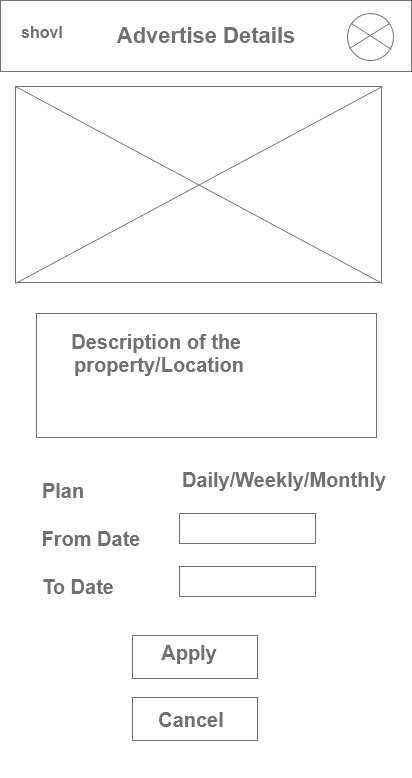 shovl
Advertise Details
Description of the
property/Location
Plan
Daily/Weekly/Monthly
From Date
To Date
Apply
Cancel